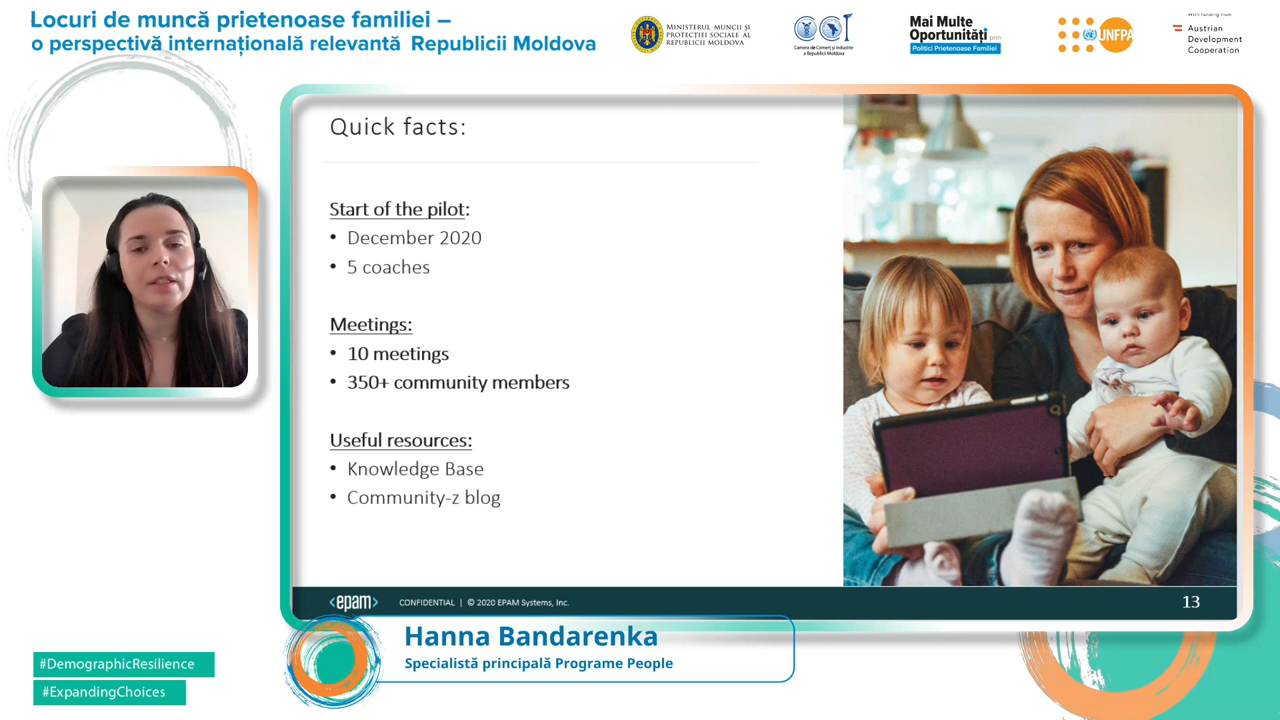 Locuri de muncă prietenoase familiei –
o perspectivă internațională relevantă Republicii Moldova
MINISTERUL MUNCII ȘI
PROTECȚIEI SOCIALE AL
REPUBLICII MOLDOVA
Camera de Comerț și Industrie
a Republicii Moldova
Mai Multe
Oportunități prin
Politici Prietenoase Familiei
UNFPA
With funding from
Austrian
Development
Cooperation
Quick facts:
Start of the pilot:
• December 2020
• 5 coaches
Meetings:
• 10 meetings
• 350+ community members
Useful resources:
• Knowledge Base
• Community-z blog
<epam> CONFIDENTIAL | © 2020 EPAM Systems, Inc. 13
Hanna Bandarenka
Specialistă principală Programe People
#DemographicResilience
#ExpandingChoices